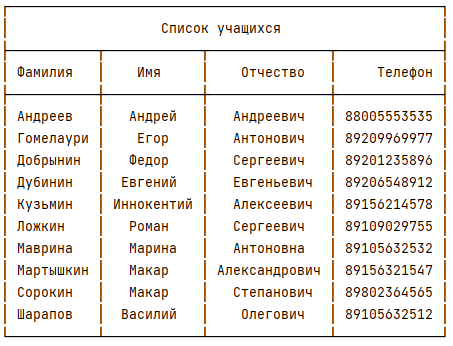 Список учащихся
Фамилия Имя Отчество Телефон
Андреев Андрей Андреевич 88005553535
Гомелаури Егор Антонович 89209969977
Добрынин Федор Сергеевич 89201235896
Дубинин Евгений Евгеньевич 89206548912
Кузьмин Иннокентий Алексеевич 89156214578
Ложкин Роман Сергеевич 89109029755
Маврина Марина Антоновна 89105632532
Мартышкин Макар Александрович 89156321547
Сорокин Макар Степанович 89802364565
Шарапов Василий Олегович 89105632512